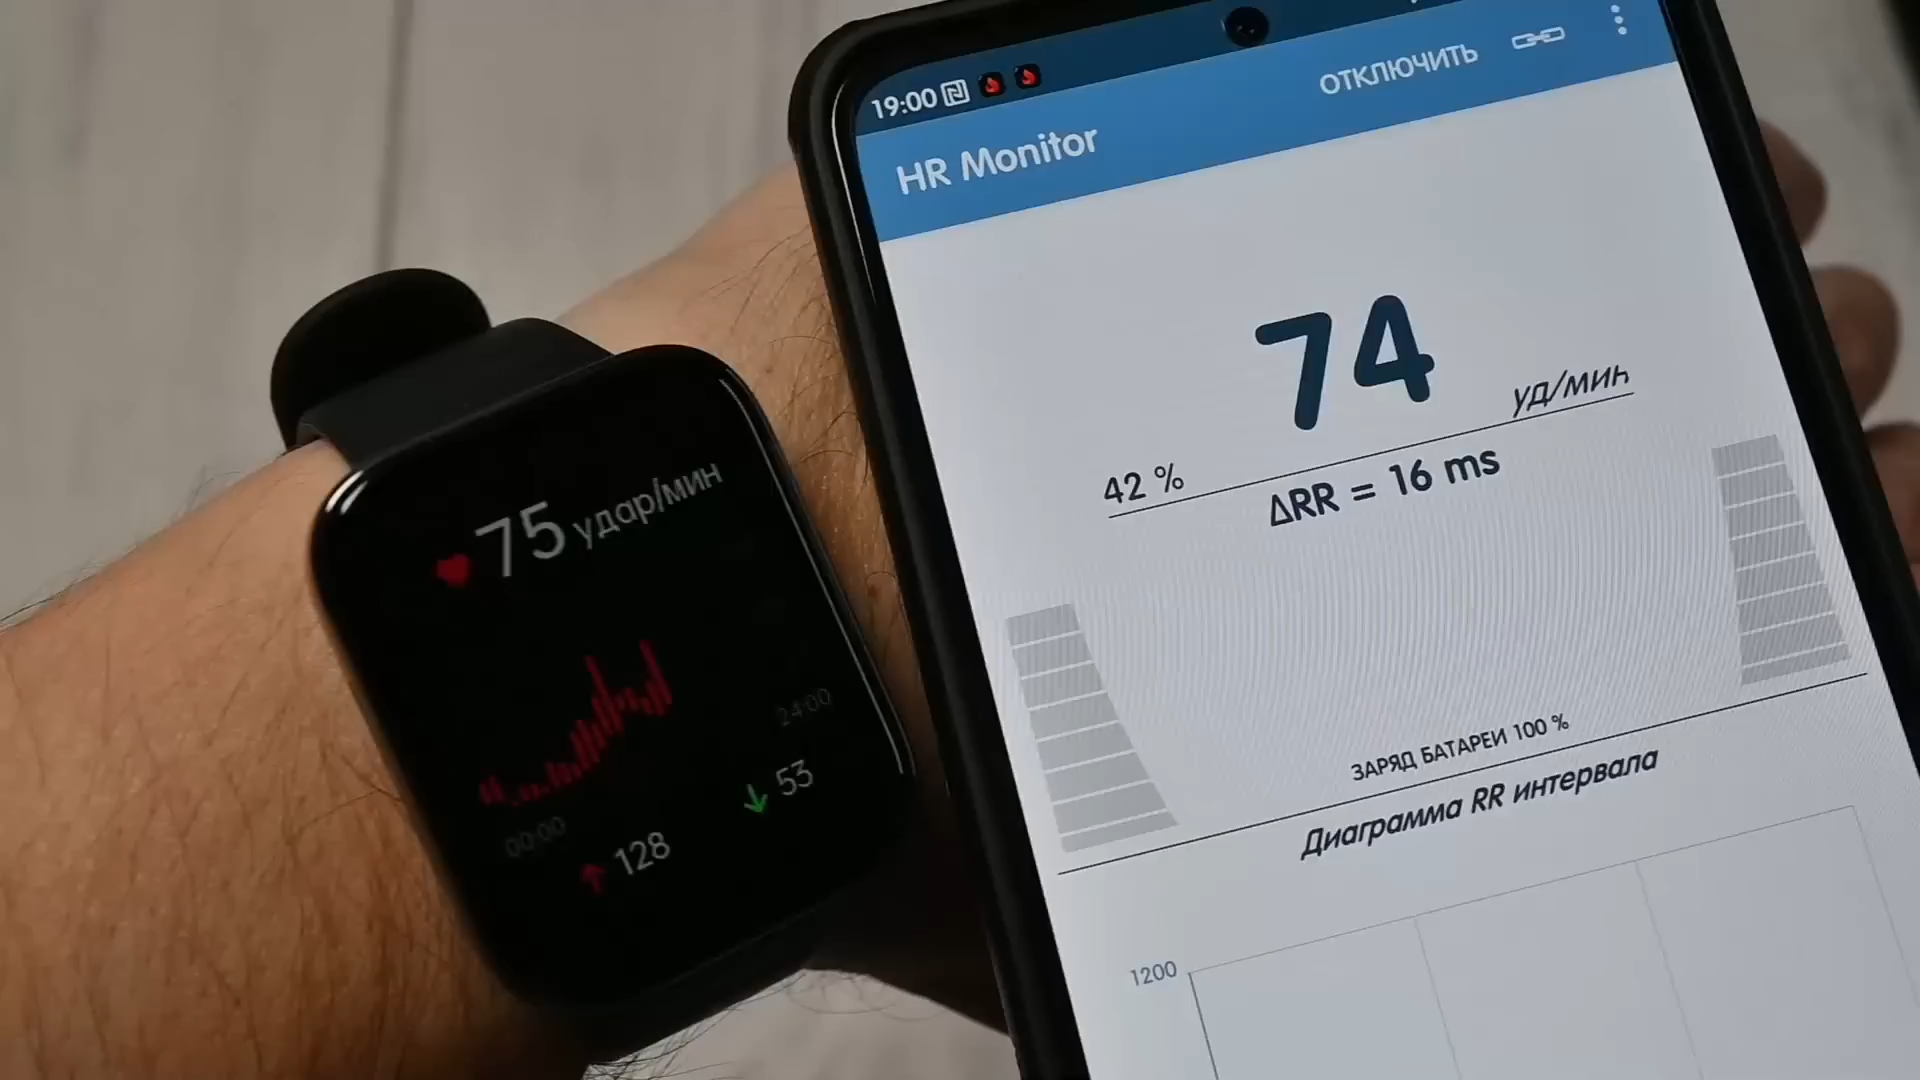 75 удар/мин
24:00
00:00
128
53
19:00
ОТКЛЮЧИТЬ
HR Monitor
74
уд/мин
42 %
ΔRR = 16 ms
ЗАРЯД БАТАРЕИ 100 %
Диаграмма RR интервала
1200